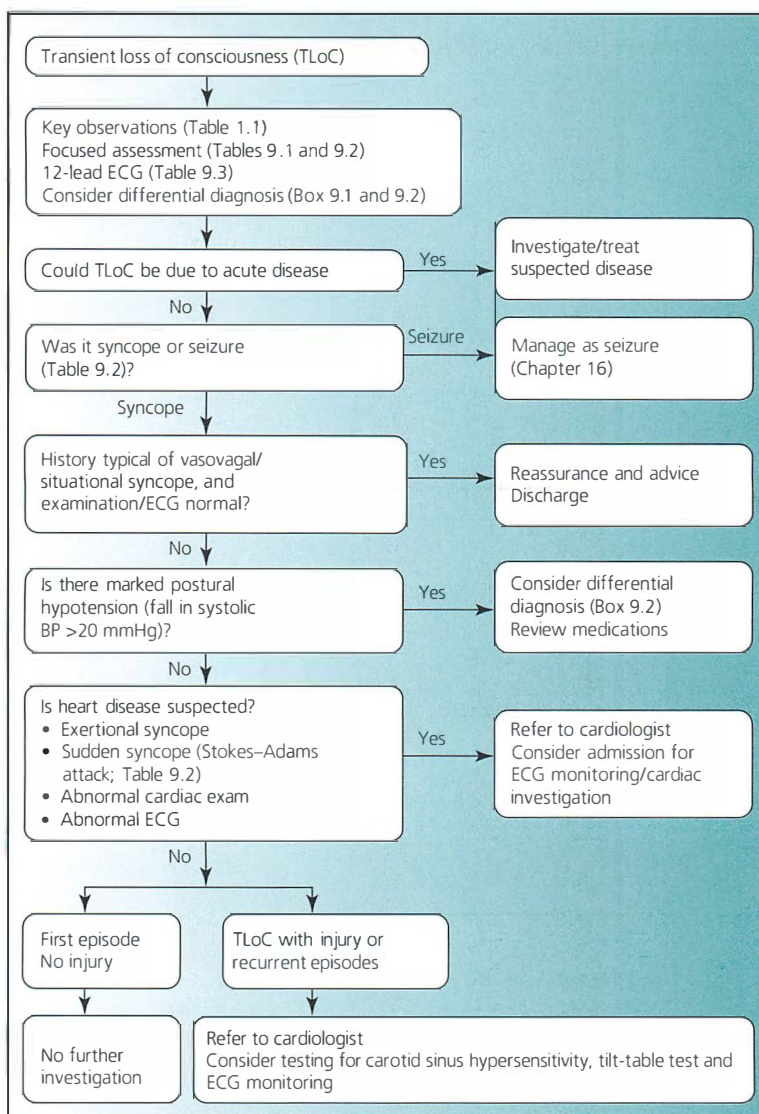 Transient loss of consciousness (TLoC)
Key observations (Table 1.1)
Focused assessment (Tables 9.1 and 9.2)
12-lead ECG (Table 9.3)
Consider differential diagnosis (Box 9.1 and 9.2)
Could TLoC be due to acute disease
Yes
Investigate/treat
suspected disease
No
Was it syncope or seizure
(Table 9.2)?
Seizure
Manage as seizure
(Chapter 16)
Syncope
History typical of vasovagal/
situational syncope, and
examination/ECG normal?
Yes
Reassurance and advice
Discharge
No
Is there marked postural
hypotension (fall in systolic
BP >20 mmHg)?
Yes
Consider differential
diagnosis (Box 9.2)
Review medications
No
Is heart disease suspected?
• Exertional syncope
• Sudden syncope (Stokes–Adams
attack; Table 9.2)
• Abnormal cardiac exam
• Abnormal ECG
Yes
Refer to cardiologist
Consider admission for
ECG monitoring/cardiac
investigation
No
First episode
No injury
TLoC with injury or
recurrent episodes
No further
investigation
Refer to cardiologist
Consider testing for carotid sinus hypersensitivity, tilt-table test and
ECG monitoring